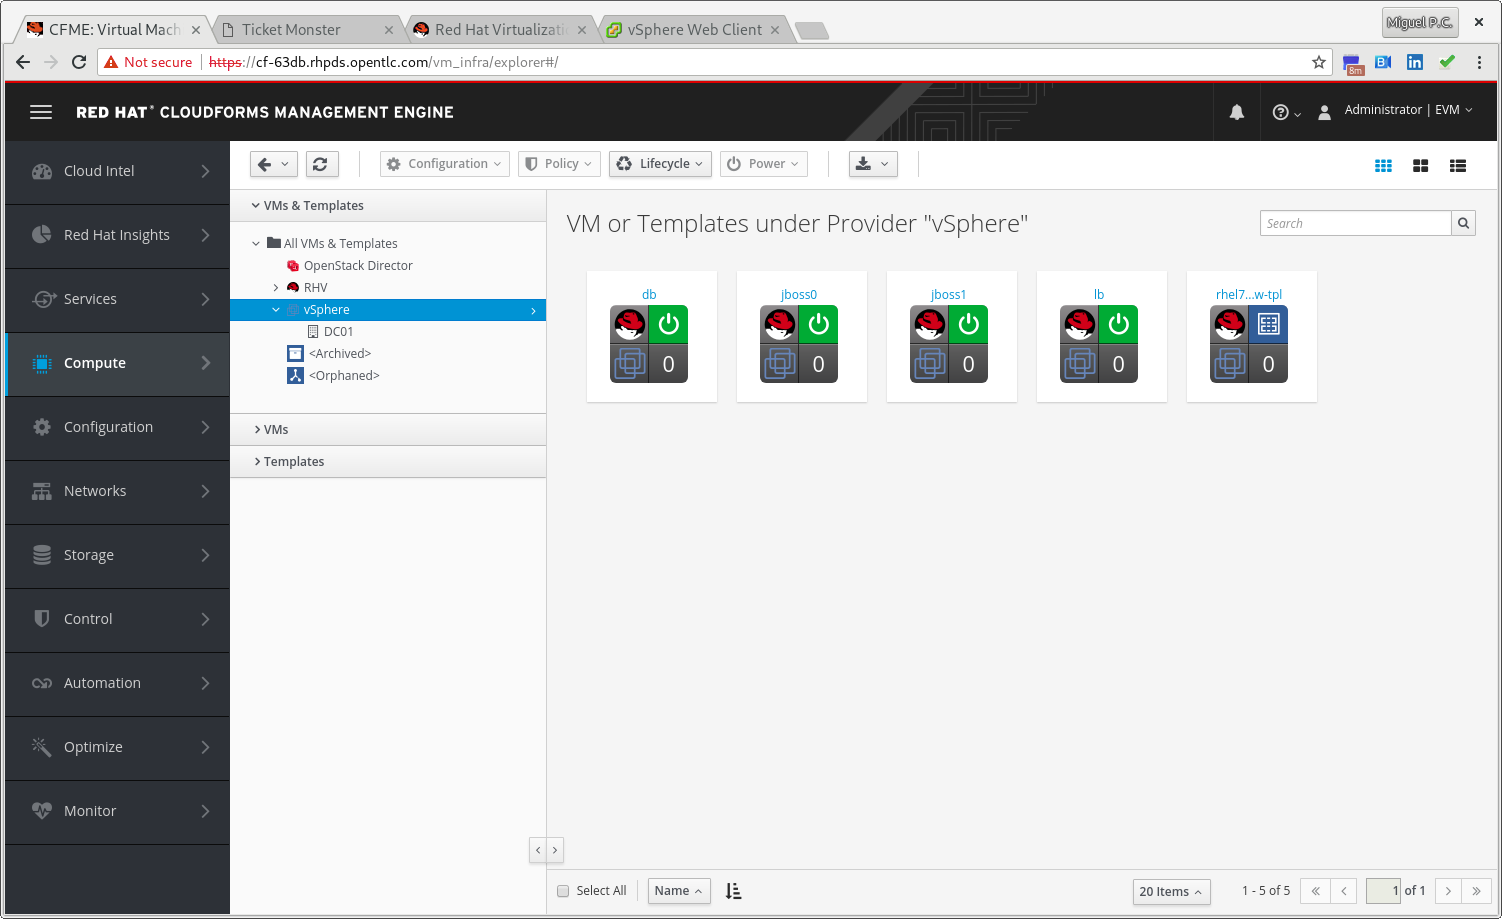 CFME: Virtual Mach
Ticket Monster
Red Hat Virtualizati
vSphere Web Client
Miguel P.C.
Not secure
https://cf-63db.rhpds.opentlc.com/vm_infra/explorer#/
8m
RED HAT® CLOUDFORMS MANAGEMENT ENGINE
Administrator | EVM
Cloud Intel
Red Hat Insights
Services
Compute
Configuration
Networks
Storage
Control
Automation
Optimize
Monitor
Configuration
Policy
Lifecycle
Power
VMs & Templates
All VMs & Templates
OpenStack Director
RHV
vSphere
DC01
<Archived>
<Orphaned>
VMs
Templates
VM or Templates under Provider "vSphere"
Search
db
0
jboss0
0
jboss1
0
lb
0
rhel7...w-tpl
0
Select All
Name
20 Items
1 - 5 of 5
1 of 1